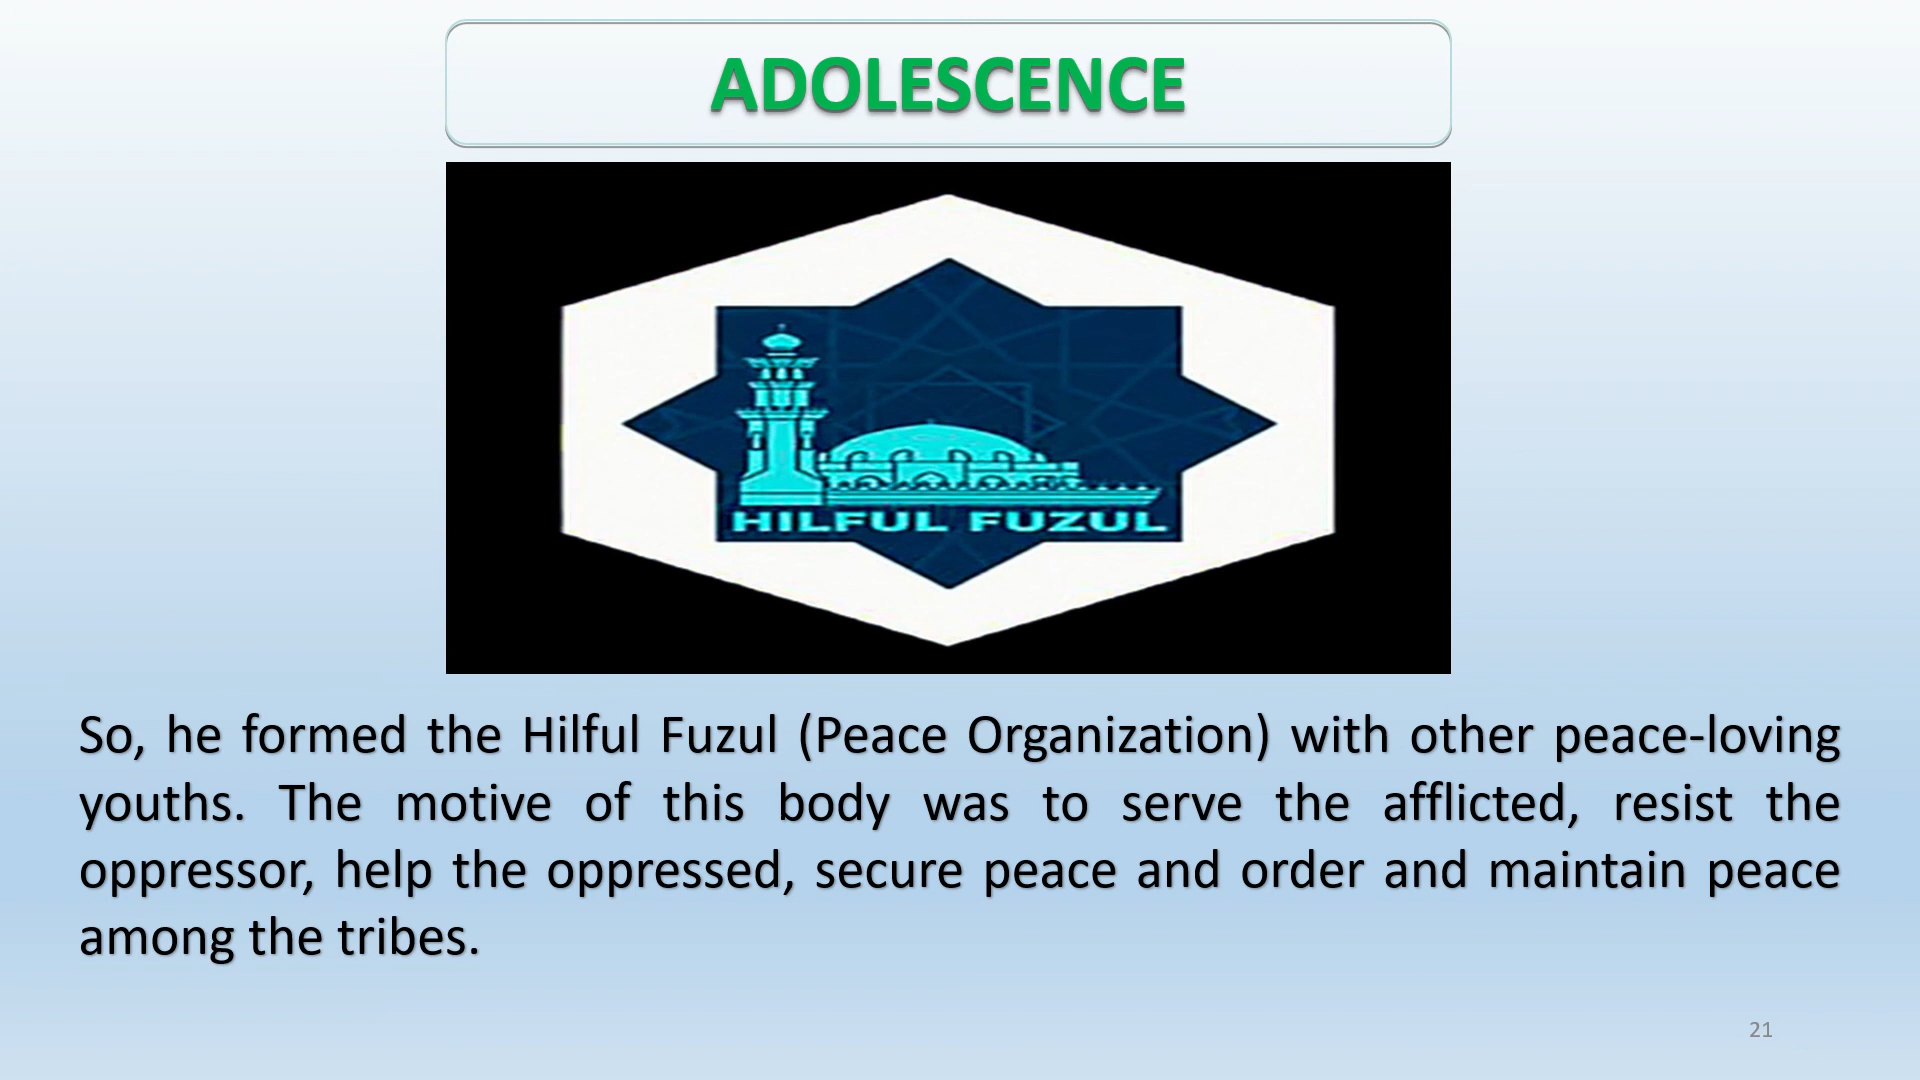 ADOLESCENCE
HILFUL FUZUL
So, he formed the Hilful Fuzul (Peace Organization) with other peace-loving
youths. The motive of this body was to serve the afflicted, resist the
oppressor, help the oppressed, secure peace and order and maintain peace
among the tribes.
21